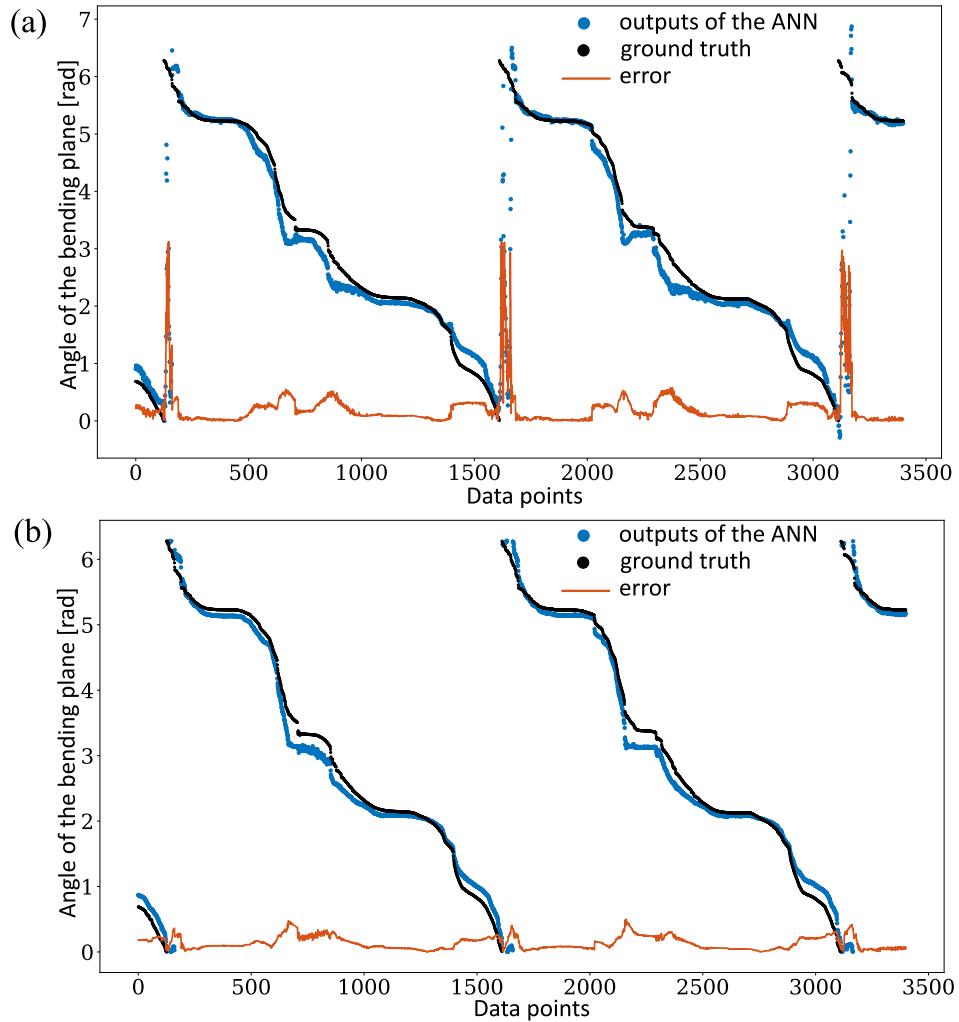 (a)
outputs of the ANN
ground truth
error
Angle of the bending plane [rad]
7
6
5
4
3
2
1
0
0 500 1000 1500 2000 2500 3000 3500
Data points
(b)
outputs of the ANN
ground truth
error
Angle of the bending plane [rad]
6
5
4
3
2
1
0
0 500 1000 1500 2000 2500 3000 3500
Data points